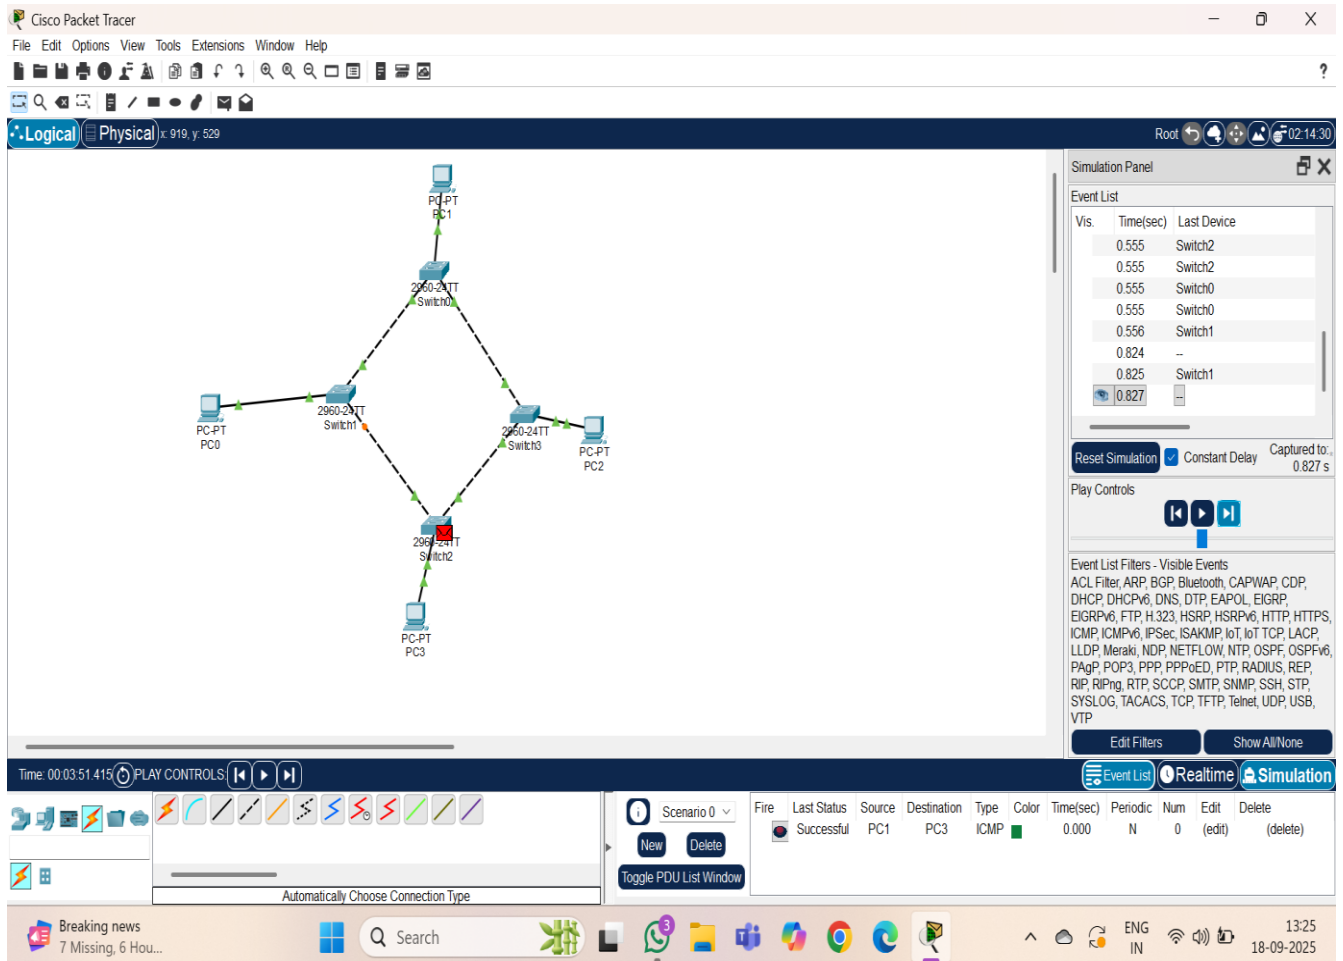 Cisco Packet Tracer
File Edit Options View Tools Extensions Window Help
?
Logical Physical x: 919, y: 529 Root 02:14:30
Simulation Panel
Event List
Vis. Time(sec) Last Device
0.555 Switch2
0.555 Switch2
0.555 Switch0
0.555 Switch0
0.556 Switch1
0.824 --
0.825 Switch1
0.827 --
Reset Simulation Constant Delay Captured to:
0.827 s
Play Controls
Event List Filters - Visible Events
ACL Filter, ARP, BGP, Bluetooth, CAPWAP, CDP,
DHCP, DHCPv6, DNS, DTP, EAPOL, EIGRP,
EIGRPv6, FTP, H.323, HSRP, HSRPv6, HTTP, HTTPS,
ICMP, ICMPv6, IPSec, ISAKMP, IoT, IoT TCP, LACP,
LLDP, Meraki, NDP, NETFLOW, NTP, OSPF, OSPFv6,
PAgP, POP3, PPP, PPPoED, PTP, RADIUS, REP,
RIP, RIPng, RTP, SCCP, SMTP, SNMP, SSH, STP,
SYSLOG, TACACS, TCP, TFTP, Telnet, UDP, USB,
VTP
Edit Filters Show All/None
PC-PT
PC1
2960-24TT
Switch0
2960-24TT
Switch1
PC-PT
PC0
2960-24TT
Switch3
PC-PT
PC2
2960-24TT
Switch2
PC-PT
PC3
Time: 00:03:51.415 PLAY CONTROLS: Event List Realtime Simulation
Automatically Choose Connection Type
Scenario 0
New Delete
Toggle PDU List Window
Fire Last Status Source Destination Type Color Time(sec) Periodic Num Edit Delete
Successful PC1 PC3 ICMP 0.000 N 0 (edit) (delete)
Breaking news
7 Missing, 6 Hou...
Search
3
ENG
IN
13:25
18-09-2025